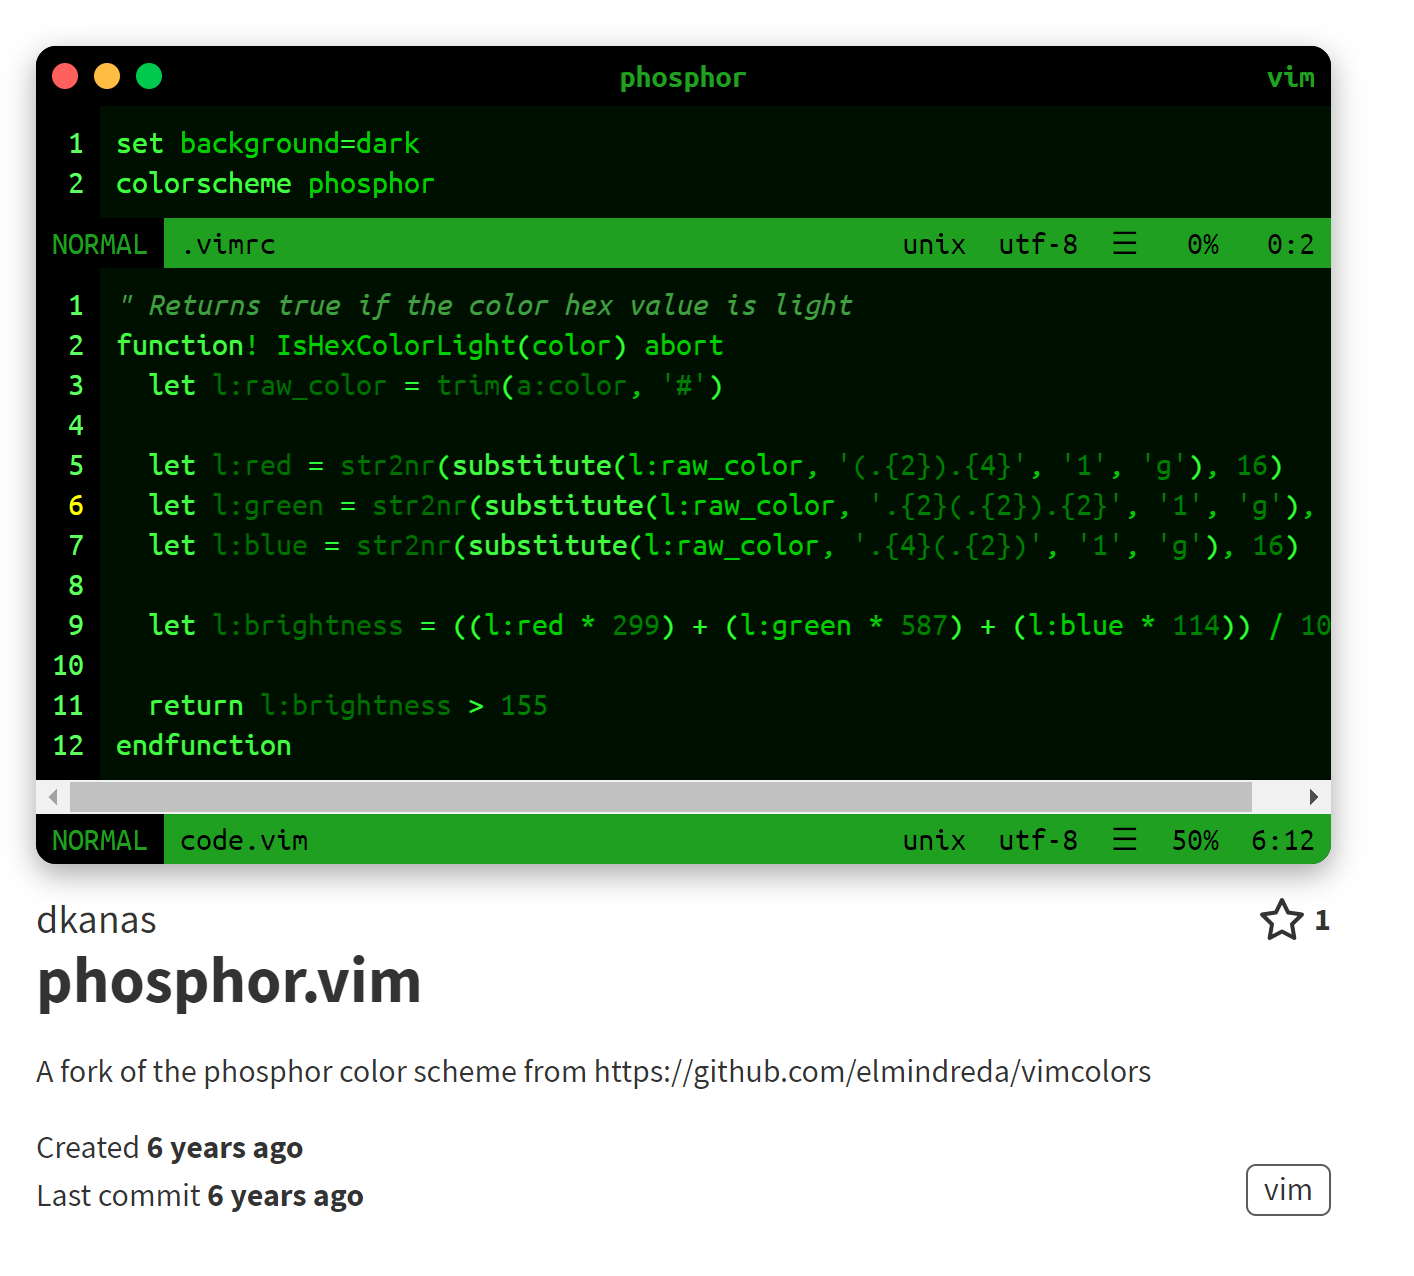 phosphor vim
1 set background=dark
2 colorscheme phosphor
NORMAL .vimrc unix utf-8 ☰ 0% 0:2
1 " Returns true if the color hex value is light
2 function! IsHexColorLight(color) abort
3   let l:raw_color = trim(a:color, '#')
4
5   let l:red = str2nr(substitute(l:raw_color, '(.{2}).{4}', '1', 'g'), 16)
6   let l:green = str2nr(substitute(l:raw_color, '.{2}(.{2}).{2}', '1', 'g'),
7   let l:blue = str2nr(substitute(l:raw_color, '.{4}(.{2})', '1', 'g'), 16)
8
9   let l:brightness = ((l:red * 299) + (l:green * 587) + (l:blue * 114)) / 10
10
11   return l:brightness > 155
12 endfunction
NORMAL code.vim unix utf-8 ☰ 50% 6:12
dkanas 1
phosphor.vim
A fork of the phosphor color scheme from https://github.com/elmindreda/vimcolors
Created 6 years ago
Last commit 6 years ago
vim